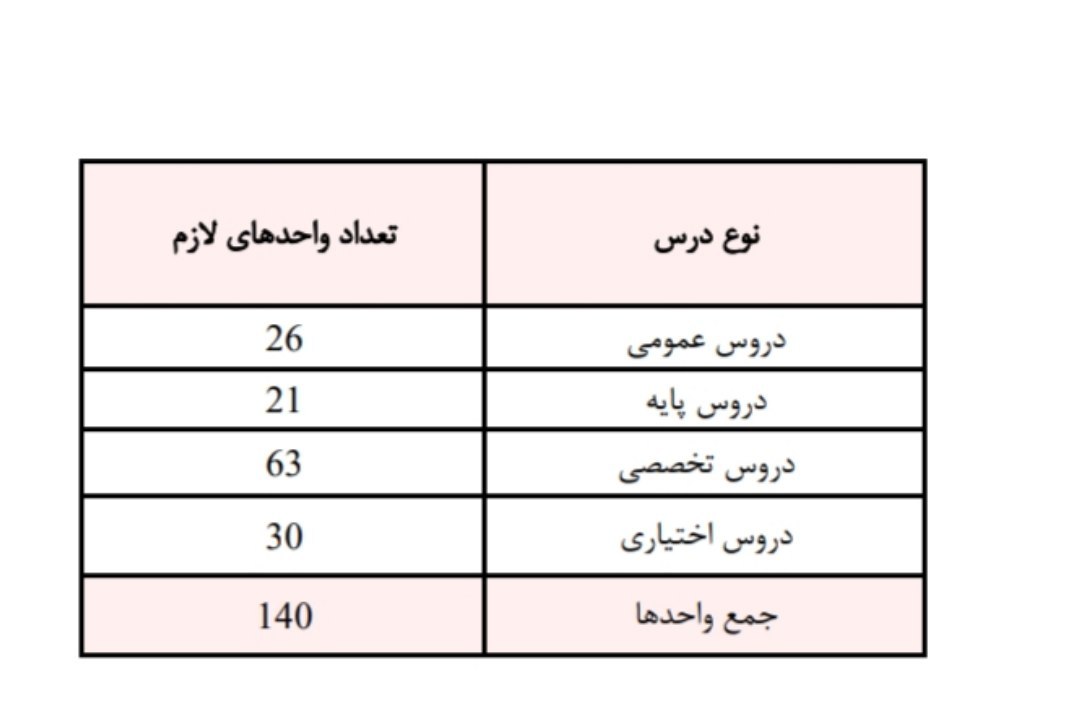 نوع درس تعداد واحدهای لازم
دروس عمومی 26
دروس پایه 21
دروس تخصصی 63
دروس اختیاری 30
جمع واحدها 140